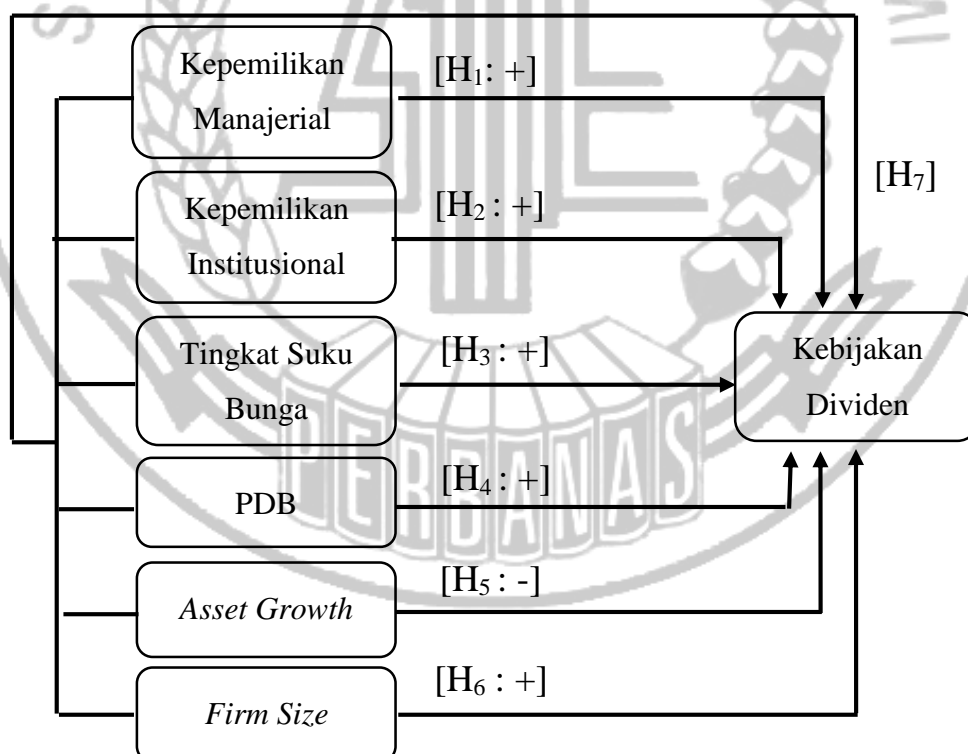 Kepemilikan
Manajerial
[H₁: +]
Kepemilikan
Institusional
[H₂ : +]
[H₇]
Tingkat Suku
Bunga
[H₃ : +]
Kebijakan
Dividen
PDB
[H₄ : +]
Asset Growth
[H₅ : -]
Firm Size
[H₆ : +]
PERBANAS